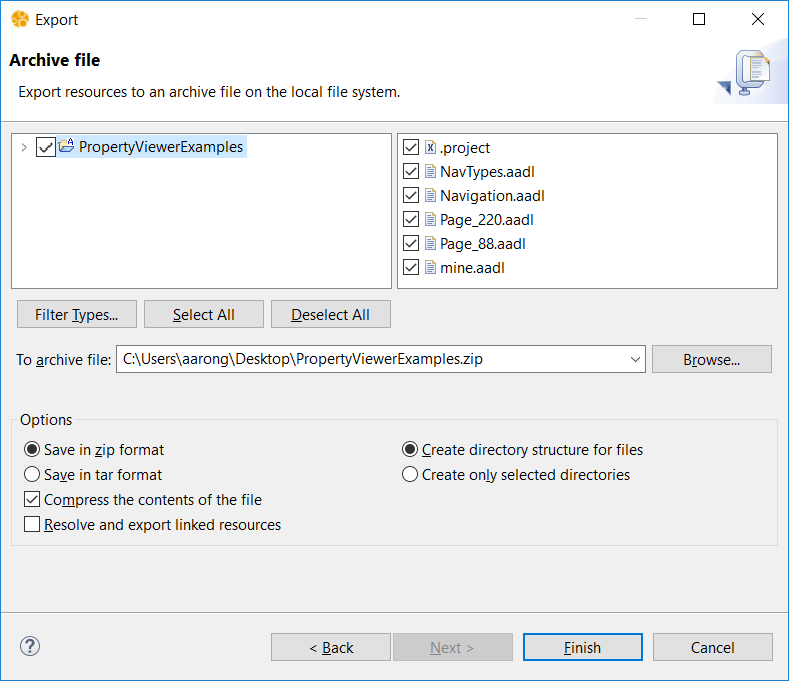 Export
Archive file
Export resources to an archive file on the local file system.
PropertyViewerExamples
.project
NavTypes.aadl
Navigation.aadl
Page_220.aadl
Page_88.aadl
mine.aadl
Filter Types... Select All Deselect All
To archive file: C:\Users\aarong\Desktop\PropertyViewerExamples.zip Browse...
Options
Save in zip format Create directory structure for files
Save in tar format Create only selected directories
Compress the contents of the file
Resolve and export linked resources
? < Back Next > Finish Cancel